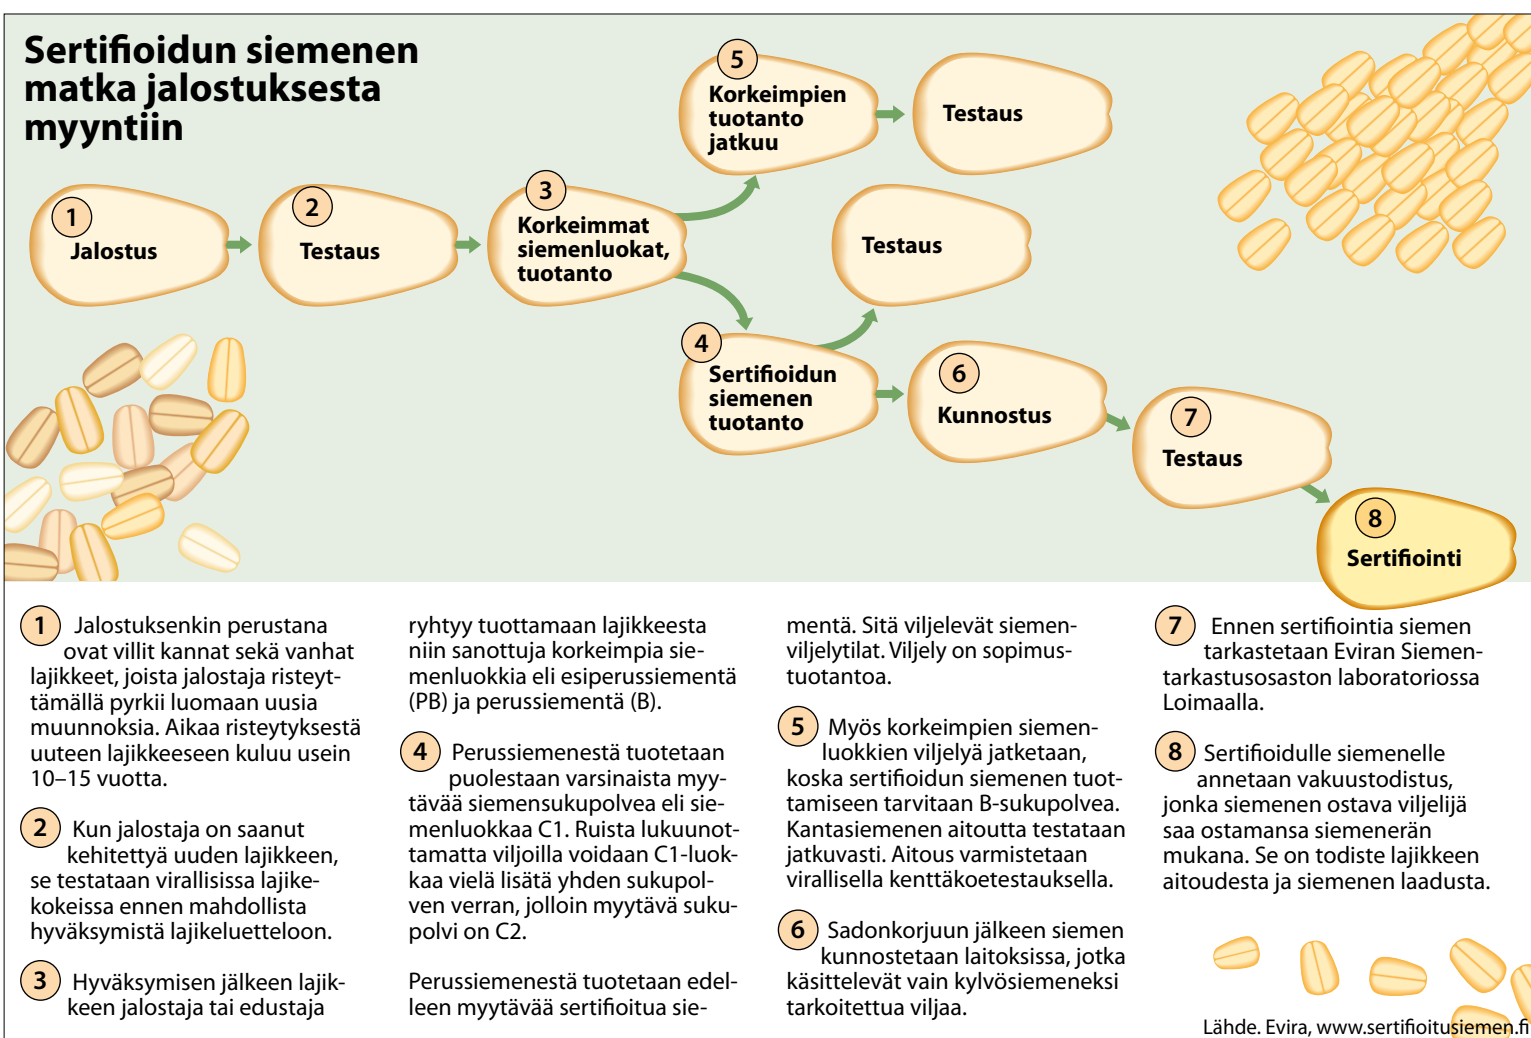 Sertifioidun siemenen
matka jalostuksesta
myyntiin
1
Jalostus
2
Testaus
3
Korkeimmat
siemenluokat,
tuotanto
5
Korkeimpien
tuotanto
jatkuu
Testaus
Testaus
4
Sertifioidun
siemenen
tuotanto
6
Kunnostus
7
Testaus
8
Sertifiointi
1 Jalostuksenkin perustana
ovat villit kannat sekä vanhat
lajikkeet, joista jalostaja risteyt-
tämällä pyrkii luomaan uusia
muunnoksia. Aikaa risteytyksestä
uuteen lajikkeeseen kuluu usein
10–15 vuotta.
2 Kun jalostaja on saanut
kehitettyä uuden lajikkeen,
se testataan virallisissa lajike-
kokeissa ennen mahdollista
hyväksymistä lajikeluetteloon.
3 Hyväksymisen jälkeen lajik-
keen jalostaja tai edustaja
ryhtyy tuottamaan lajikkeesta
niin sanottuja korkeimpia sie-
menluokkia eli esiperussiementä
(PB) ja perussiementä (B).
4 Perussiemenestä tuotetaan
puolestaan varsinaista myy-
tävää siemensukupolvea eli sie-
menluokkaa C1. Ruista lukuunot-
tamatta viljoilla voidaan C1-luok-
kaa vielä lisätä yhden sukupol-
ven verran, jolloin myytävä suku-
polvi on C2.
Perussiemenestä tuotetaan edel-
leen myytävää sertifioitua sie-
mentä. Sitä viljelevät siemen-
viljelytilat. Viljely on sopimus-
tuotantoa.
5 Myös korkeimpien siemen-
luokkien viljelyä jatketaan,
koska sertifioidun siemenen tuot-
tamiseen tarvitaan B-sukupolvea.
Kantasiemenen aitoutta testataan
jatkuvasti. Aitous varmistetaan
virallisella kenttäkoetestauksella.
6 Sadonkorjuun jälkeen siemen
kunnostetaan laitoksissa, jotka
käsittelevät vain kylvösiemeneksi
tarkoitettua viljaa.
7 Ennen sertifiointia siemen
tarkastetaan Eviran Siemen-
tarkastusosaston laboratoriossa
Loimaalla.
8 Sertifioidulle siemenelle
annetaan vakuustodistus,
jonka siemenen ostava viljelijä
saa ostamansa siemenerän
mukana. Se on todiste lajikkeen
aitoudesta ja siemenen laadusta.
Lähde. Evira, www.sertifioitusiemen.fi